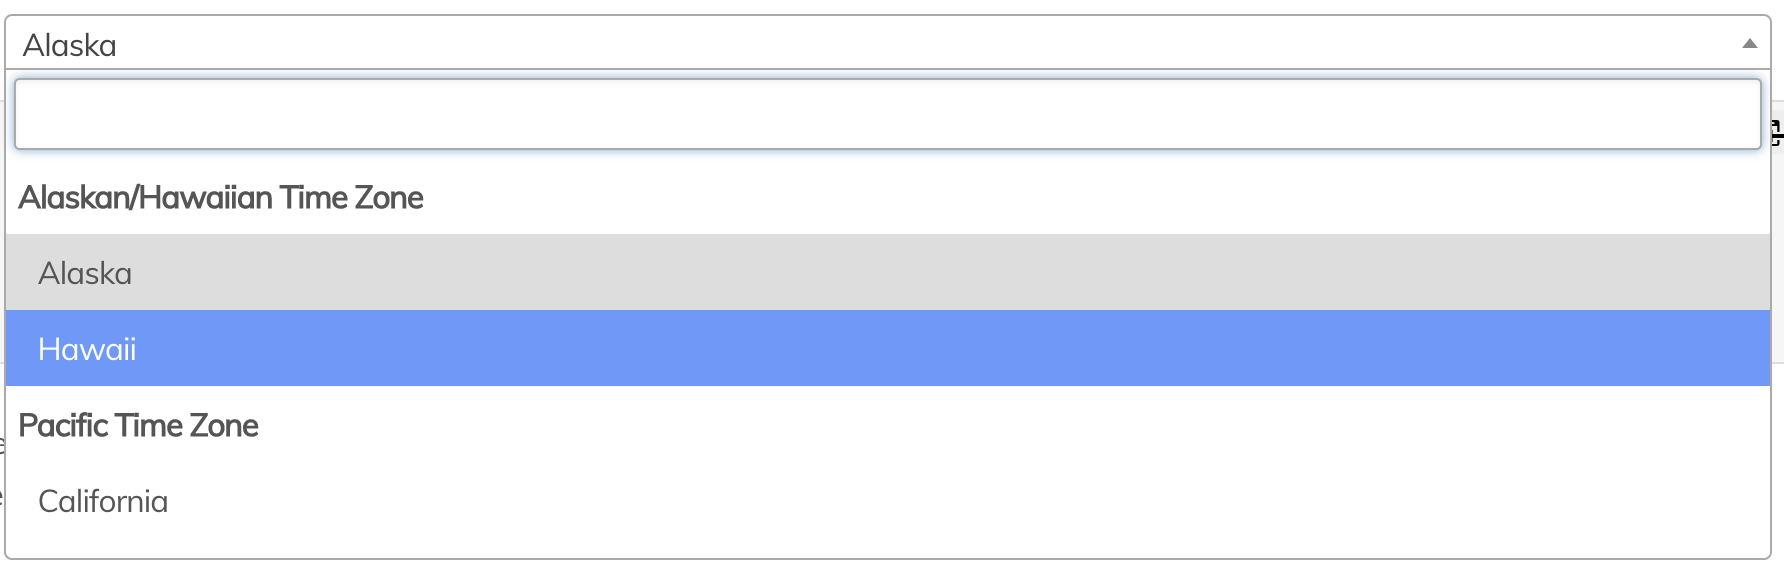 Alaska
Alaskan/Hawaiian Time Zone
Alaska
Hawaii
Pacific Time Zone
California